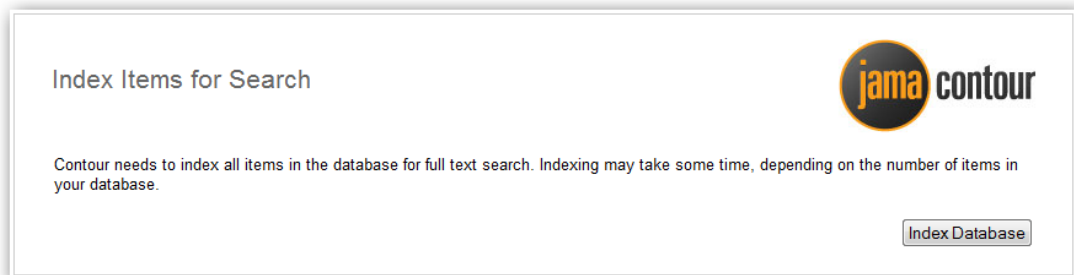 Index Items for Search
jama contour
Contour needs to index all items in the database for full text search. Indexing may take some time, depending on the number of items in
your database.
Index Database